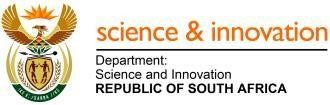 science & innovation
Department:
Science and Innovation
REPUBLIC OF SOUTH AFRICA